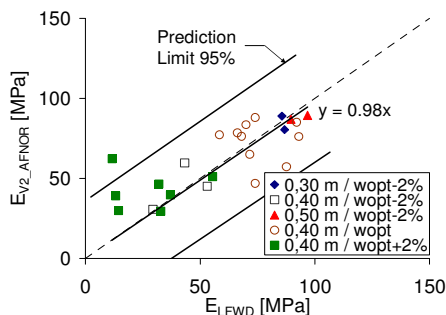 150
Prediction
Limit 95%
100
y = 0.98x
E_V2_AFNOR [MPa]
50
0,30 m / wopt-2%
0,40 m / wopt-2%
0,50 m / wopt-2%
0,40 m / wopt
0,40 m / wopt+2%
0
0 50 100 150
E_LFWD [MPa]